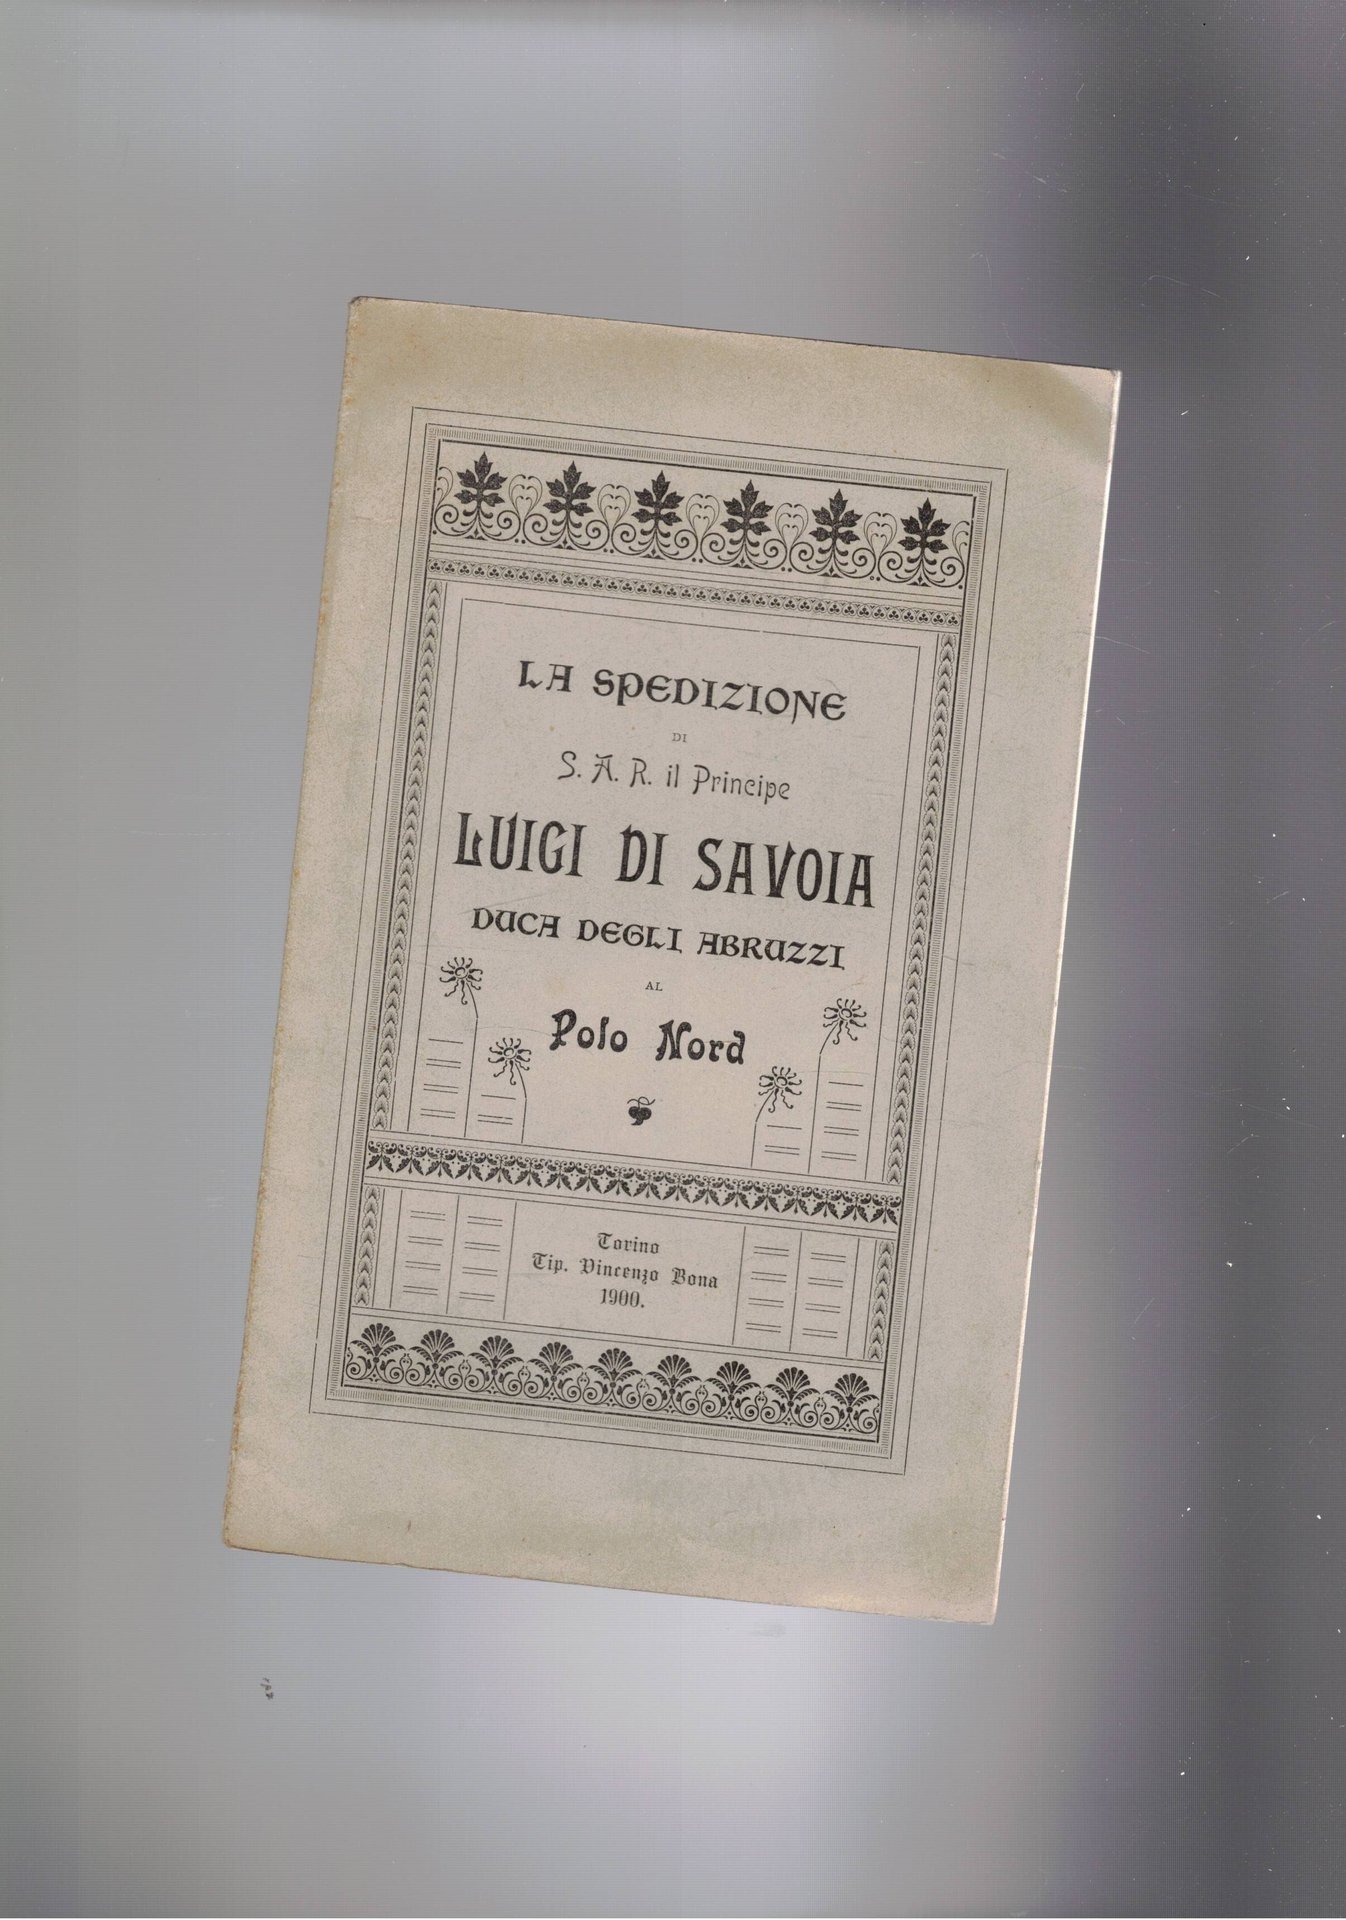 LA SPEDIZIONE
DI
S. A. R. il Principe
LUIGI DI SAVOIA
DUCA DEGLI ABRUZZI
AL
Polo Nord
Torino
Tip. Vincenzo Bona
1900.